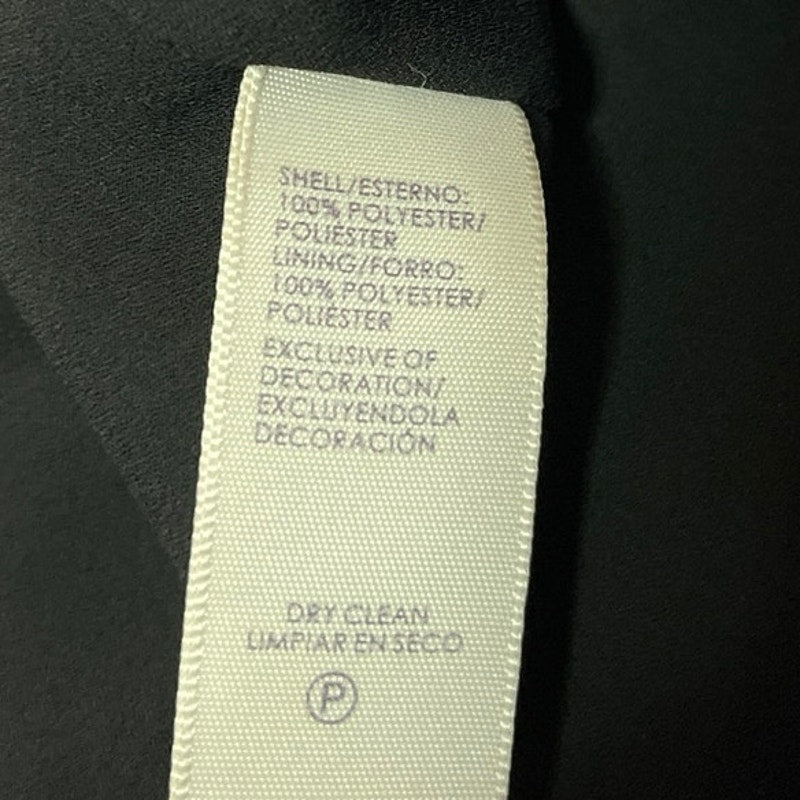 SHELL/ESTERNO:
100% POLYESTER/
POLIÉSTER
LINING/FORRO:
100% POLYESTER/
POLIÉSTER
EXCLUSIVE OF
DECORATION/
EXCLUYENDOLA
DECORACIÓN
DRY CLEAN
LIMPIAR EN SECO
P